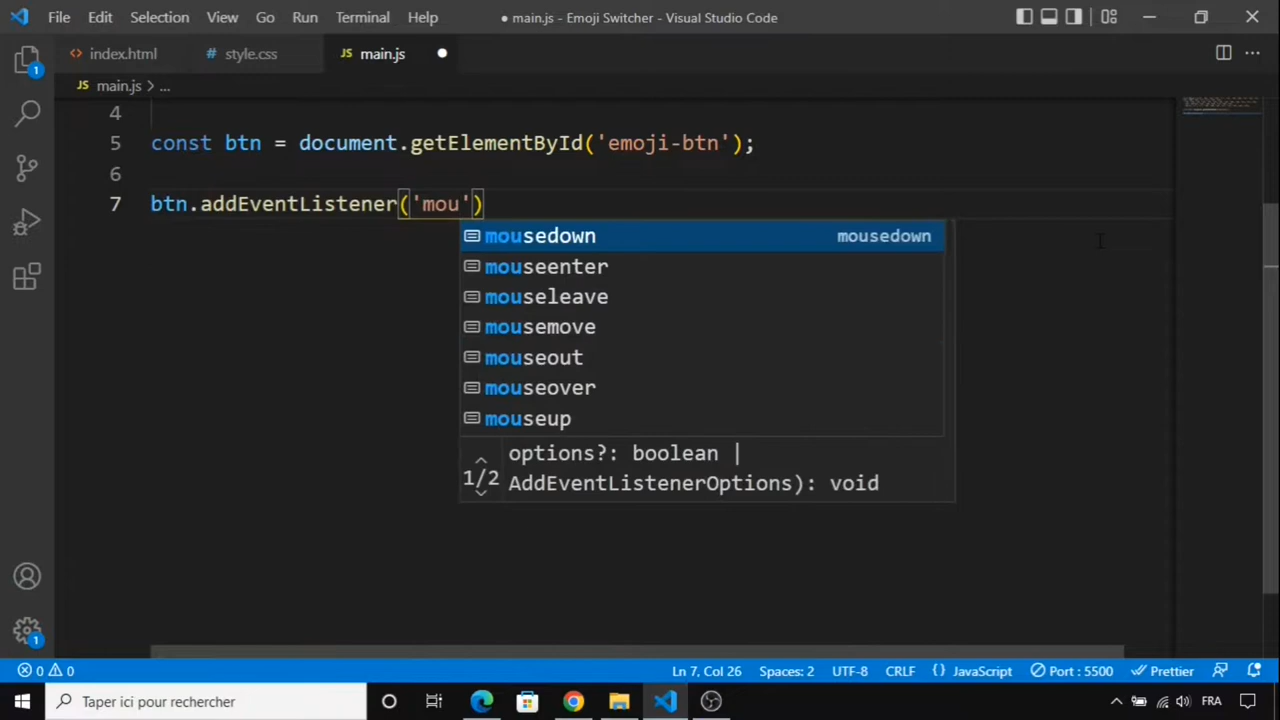 File Edit Selection View Go Run Terminal Help
● main.js - Emoji Switcher - Visual Studio Code
index.html
# style.css
JS main.js
JS main.js > ...
4
5 const btn = document.getElementById('emoji-btn');
6
7 btn.addEventListener('mou')
mousedown mousedown
mouseenter
mouseleave
mousemove
mouseout
mouseover
mouseup
options?: boolean |
1/2 AddEventListenerOptions): void
1
1
0 0 Ln 7, Col 26 Spaces: 2 UTF-8 CRLF {} JavaScript Port : 5500 Prettier
Taper ici pour rechercher
FRA